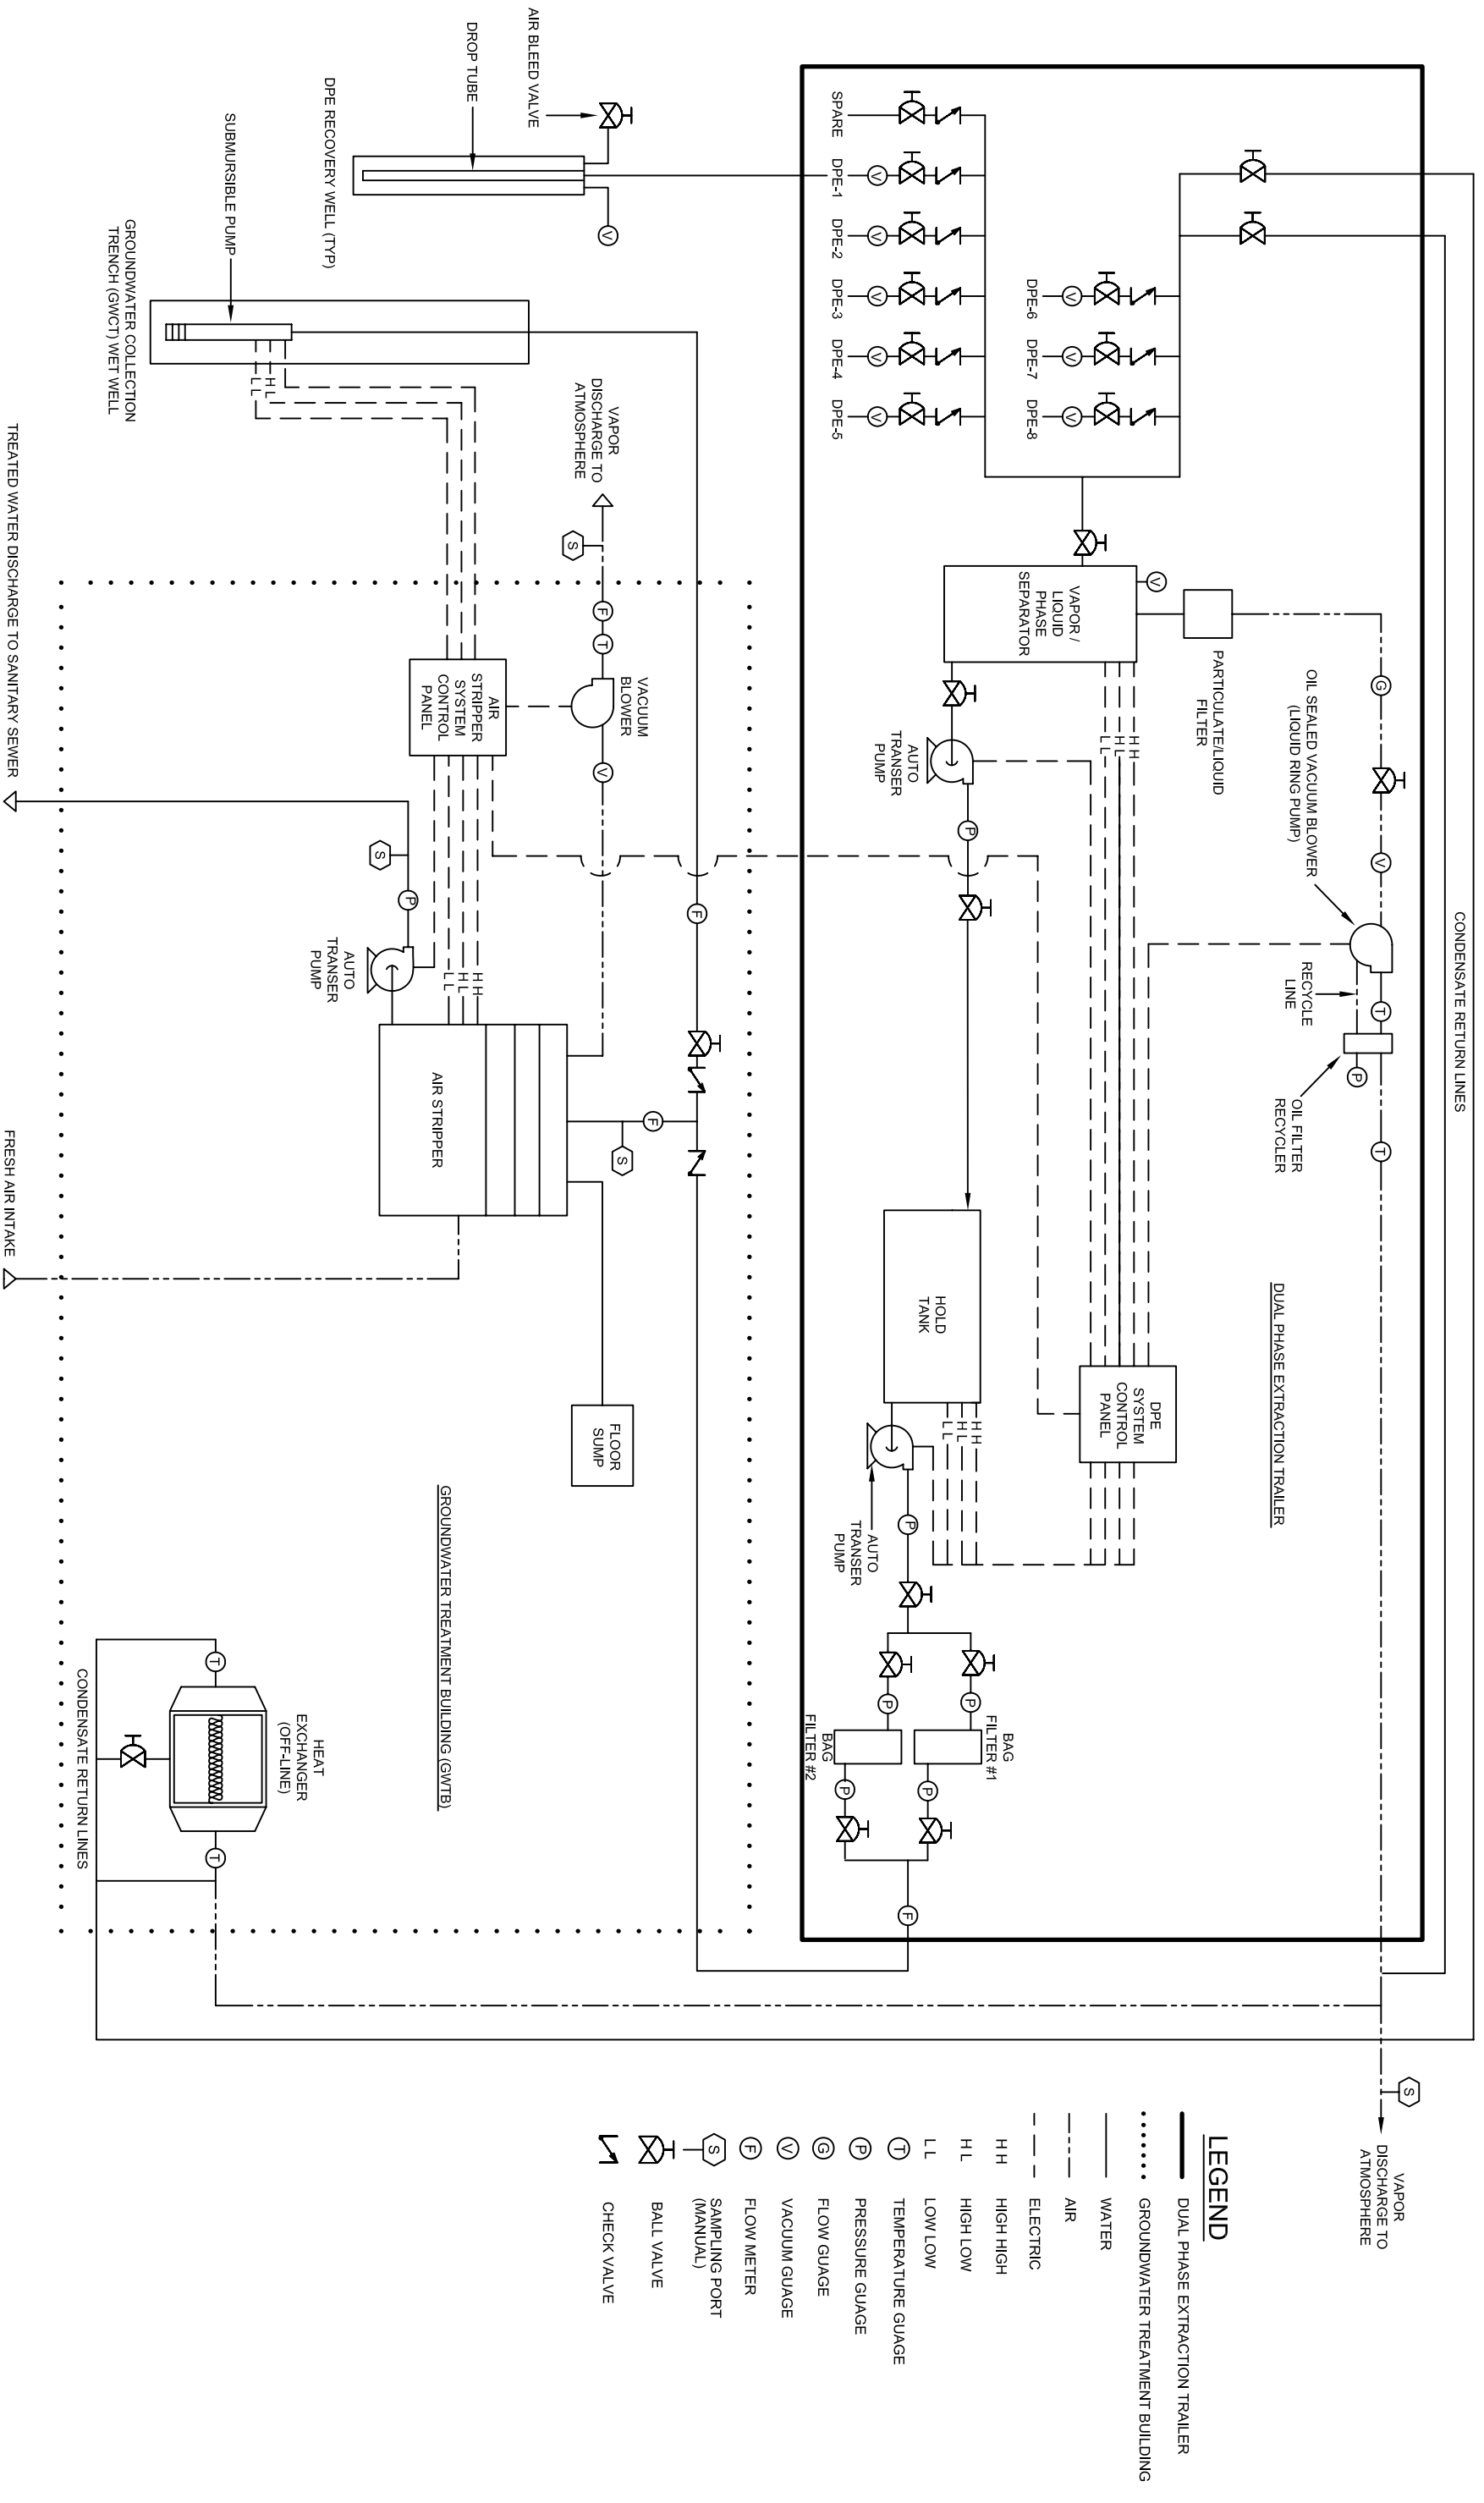 CONDENSATE RETURN LINES
OIL SEALED VACUUM BLOWER
(LIQUID RING PUMP)
PARTICULATE/LIQUID
FILTER
G
V
T
P
T
RECYCLE
LINE
OIL FILTER
RECYCLER
DUAL PHASE EXTRACTION TRAILER
S
VAPOR
DISCHARGE TO
ATMOSPHERE
DPE-6
DPE-7
DPE-8
V
V
V
V
VAPOR /
LIQUID
PHASE
SEPARATOR
H H
H L
L L
DPE
SYSTEM
CONTROL
PANEL
SPARE
DPE-1
DPE-2
DPE-3
DPE-4
DPE-5
V
V
V
V
V
AUTO
TRANSER
PUMP
P
HOLD
TANK
H H
H L
L L
AUTO
TRANSER
PUMP
P
P
P
BAG
FILTER #1
BAG
FILTER #2
P
P
F
AIR BLEED VALVE
DROP TUBE
DPE RECOVERY WELL (TYP)
V
SUBMURSIBLE PUMP
GROUNDWATER COLLECTION
TRENCH (GWCT) WET WELL
H L
L L
VAPOR
DISCHARGE TO
ATMOSPHERE
S
F
T
VACUUM
BLOWER
V
F
F
S
AIR
STRIPPER
SYSTEM
CONTROL
PANEL
H H
H L
L L
S
P
AUTO
TRANSER
PUMP
AIR STRIPPER
FLOOR
SUMP
GROUNDWATER TREATMENT BUILDING (GWTB)
T
HEAT
EXCHANGER
(OFF-LINE)
T
CONDENSATE RETURN LINES
TREATED WATER DISCHARGE TO SANITARY SEWER
FRESH AIR INTAKE
LEGEND
DUAL PHASE EXTRACTION TRAILER
GROUNDWATER TREATMENT BUILDING
WATER
AIR
ELECTRIC
H H HIGH HIGH
H L HIGH LOW
L L LOW LOW
T TEMPERATURE GUAGE
P PRESSURE GUAGE
G FLOW GUAGE
V VACUUM GUAGE
F FLOW METER
S SAMPLING PORT
(MANUAL)
BALL VALVE
CHECK VALVE